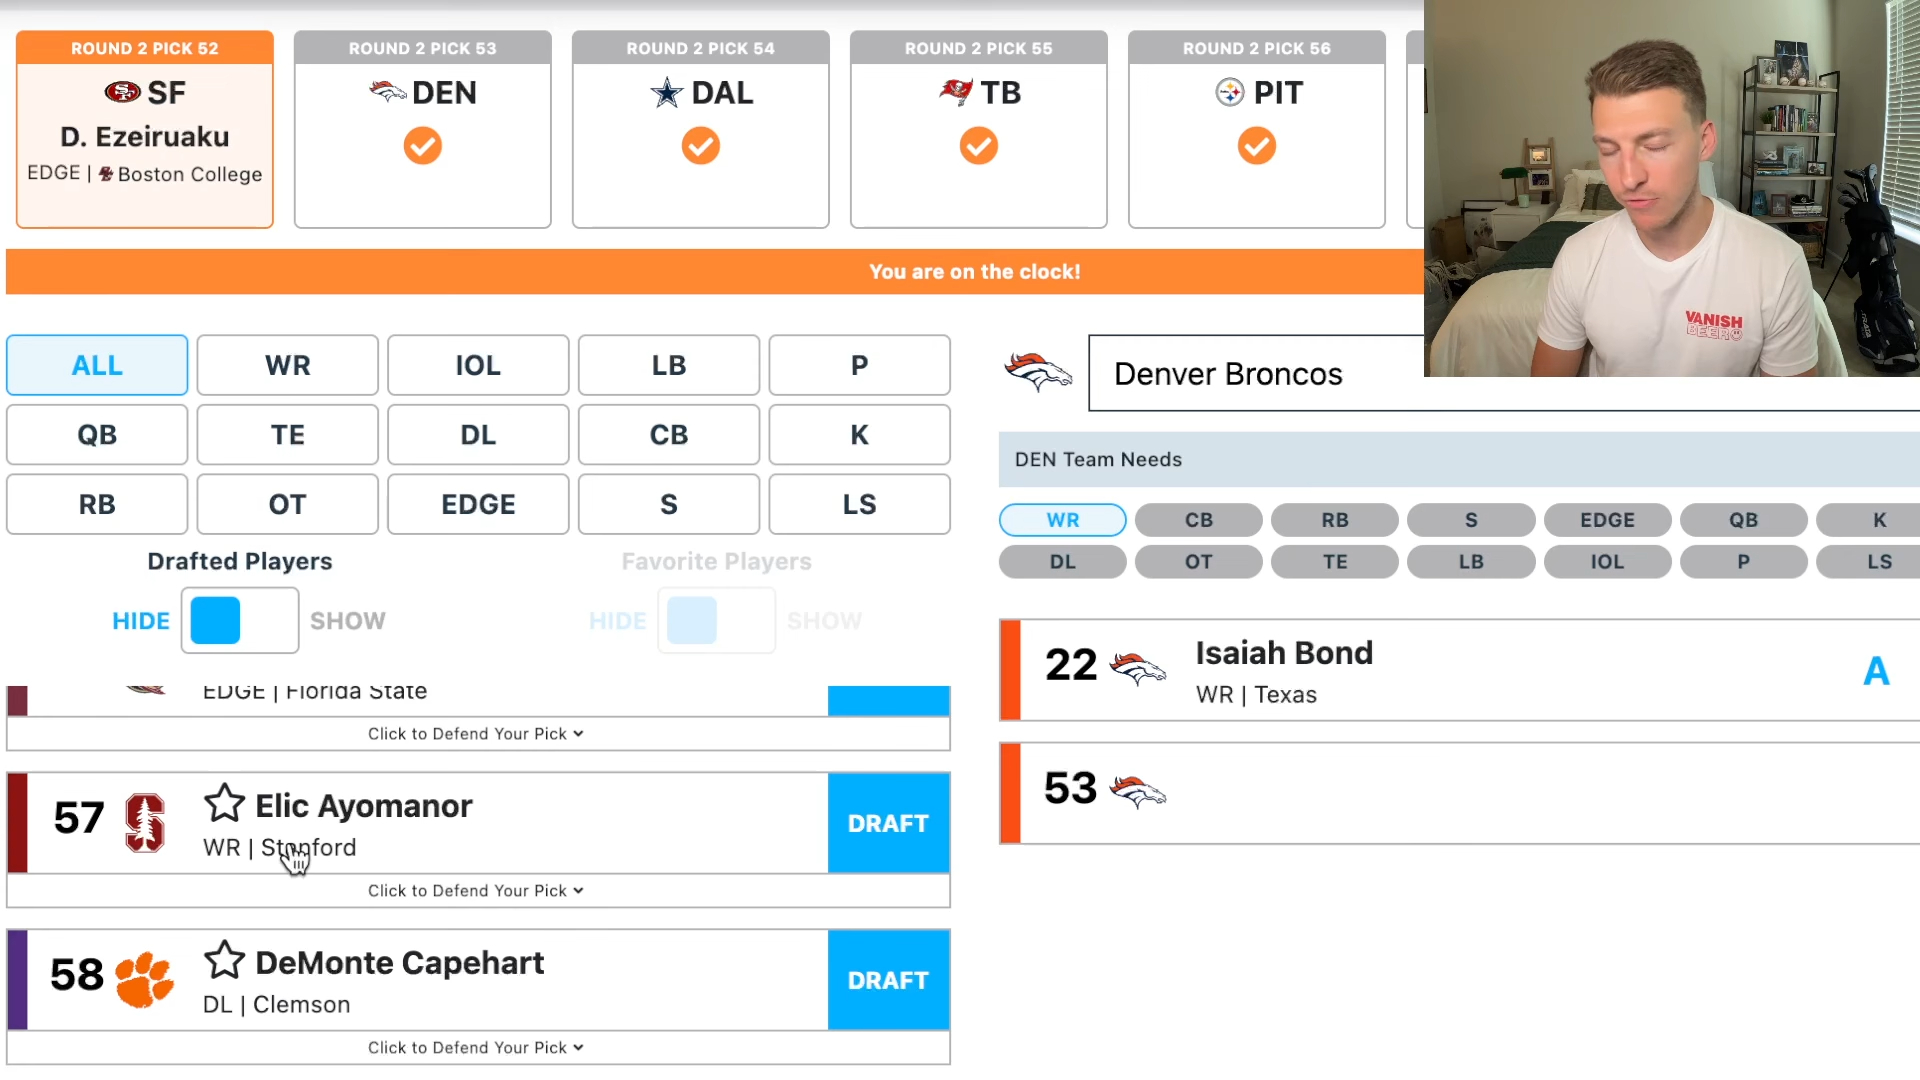 ROUND 2 PICK 52
SF
D. Ezeiruaku
EDGE | Boston College
ROUND 2 PICK 53
DEN
ROUND 2 PICK 54
DAL
ROUND 2 PICK 55
TB
ROUND 2 PICK 56
PIT
You are on the clock!
ALL WR IOL LB P
QB TE DL CB K
RB OT EDGE S LS
Drafted Players
HIDE SHOW
Favorite Players
HIDE SHOW
EDGE | Florida State
Click to Defend Your Pick
57 Elic Ayomanor
WR | Stanford
DRAFT
Click to Defend Your Pick
58 DeMonte Capehart
DL | Clemson
DRAFT
Click to Defend Your Pick
Denver Broncos
DEN Team Needs
WR CB RB S EDGE QB K
DL OT TE LB IOL P LS
22 Isaiah Bond
WR | Texas
A
53
VANISH
BEER